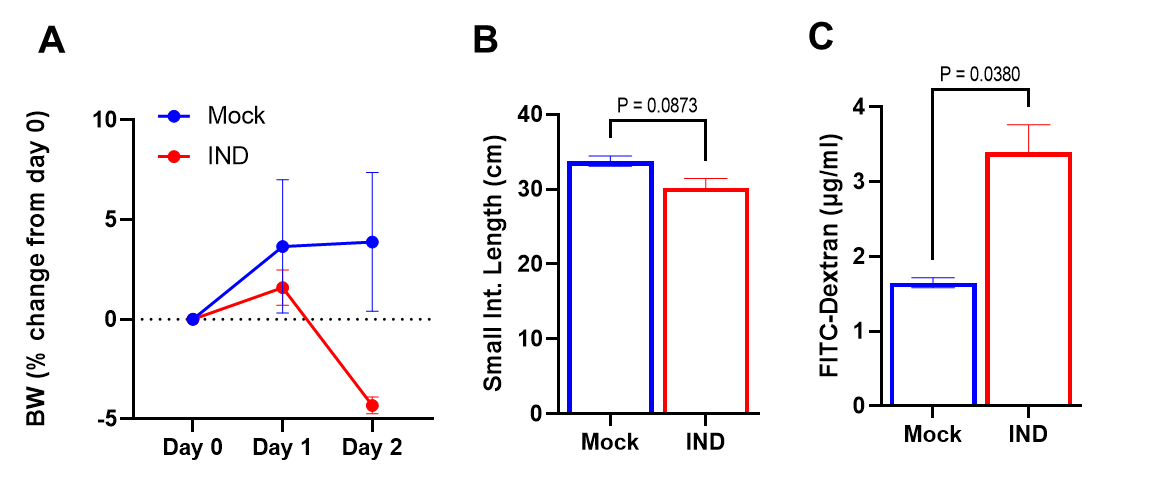 A
BW (% change from day 0)
10
5
0
-5
Mock
IND
Day 0 Day 1 Day 2
B
P = 0.0873
Small Int. Length (cm)
40
30
20
10
0
Mock IND
C
P = 0.0380
FITC-Dextran (µg/ml)
4
3
2
1
0
Mock IND